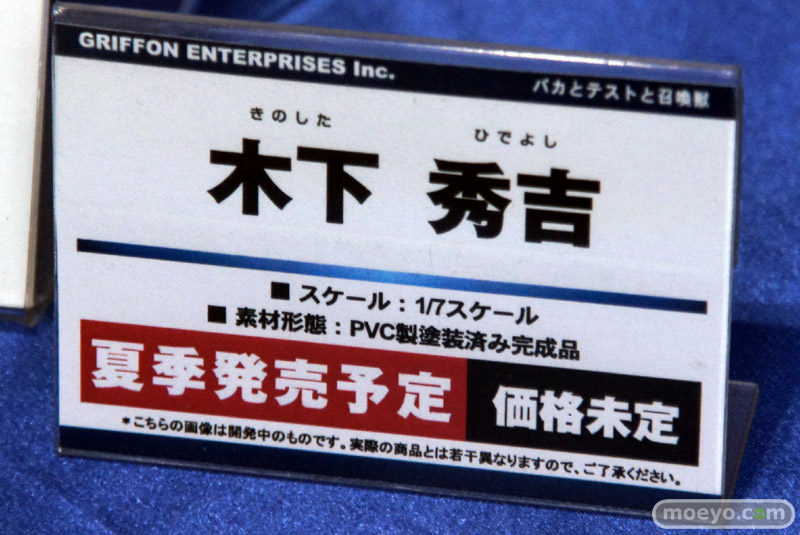 GRIFFON ENTERPRISES Inc.
バカとテストと召喚獣
きのした ひでよし
木下 秀吉
■ スケール：1/7スケール
■ 素材形態：PVC製塗装済み完成品
夏季発売予定 価格未定
＊こちらの画像は開発中のものです。実際の商品とは若干異なりますので、ご了承ください。
moeyo.com